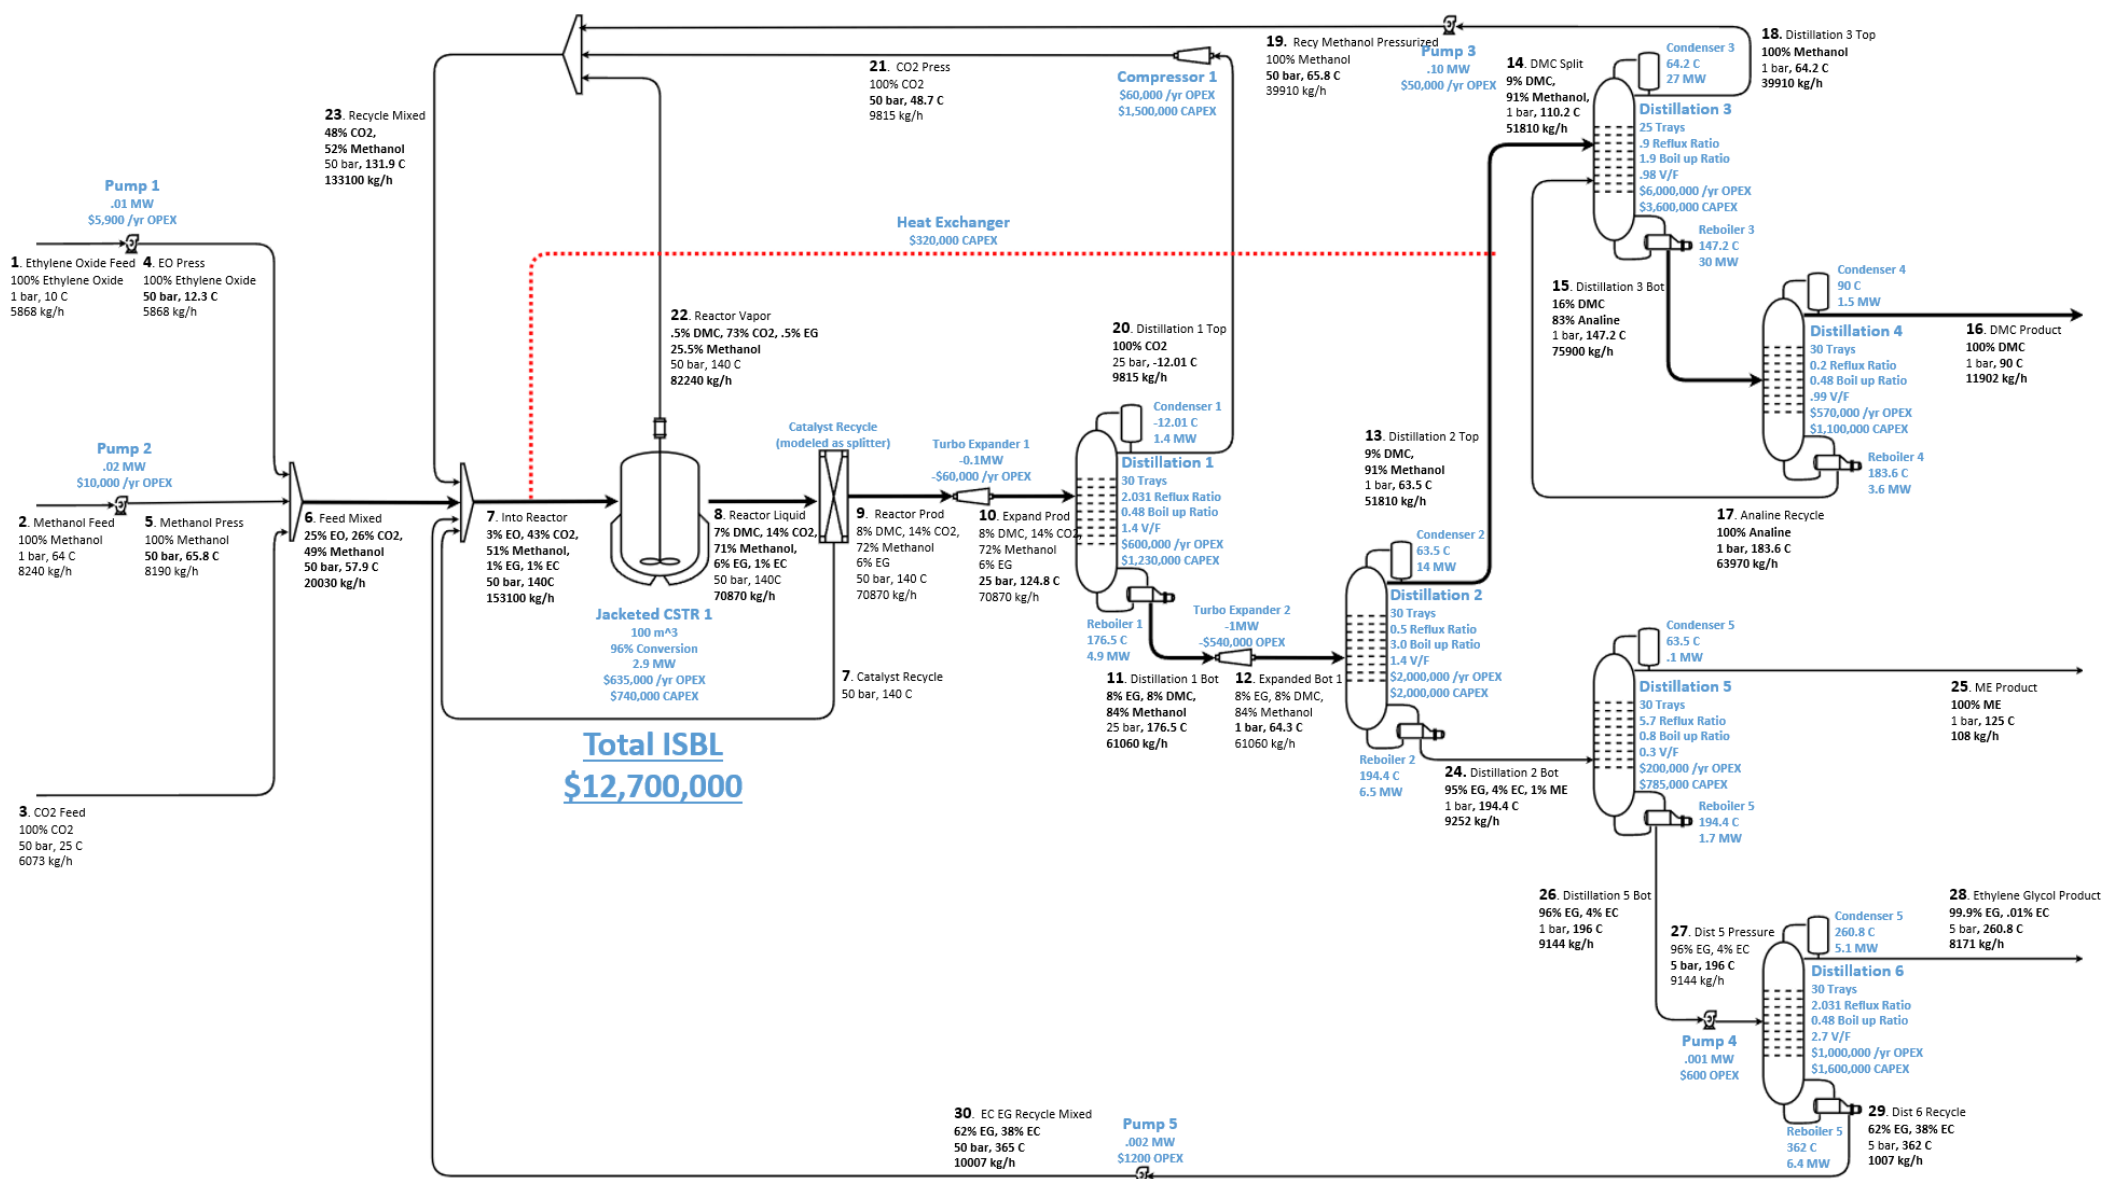 18. Distillation 3 Top
100% Methanol
1 bar, 64.2 C
39910 kg/h
19. Recy Methanol Pressurized
100% Methanol
50 bar, 65.8 C
39910 kg/h
Pump 3
.10 MW
$50,000 /yr OPEX
14. DMC Split
9% DMC,
91% Methanol,
1 bar, 110.2 C
51810 kg/h
Condenser 3
64.2 C
27 MW
Distillation 3
25 Trays
.9 Reflux Ratio
1.9 Boil up Ratio
.98 V/F
$6,000,000 /yr OPEX
$3,600,000 CAPEX
Reboiler 3
147.2 C
30 MW
21. CO2 Press
100% CO2
50 bar, 48.7 C
9815 kg/h
Compressor 1
$60,000 /yr OPEX
$1,500,000 CAPEX
23. Recycle Mixed
48% CO2,
52% Methanol
50 bar, 131.9 C
133100 kg/h
Pump 1
.01 MW
$5,900 /yr OPEX
1. Ethylene Oxide Feed
100% Ethylene Oxide
1 bar, 10 C
5868 kg/h
4. EO Press
100% Ethylene Oxide
50 bar, 12.3 C
5868 kg/h
Heat Exchanger
$320,000 CAPEX
22. Reactor Vapor
.5% DMC, 73% CO2, .5% EG
25.5% Methanol
50 bar, 140 C
82240 kg/h
20. Distillation 1 Top
100% CO2
25 bar, -12.01 C
9815 kg/h
15. Distillation 3 Bot
16% DMC
83% Analine
1 bar, 147.2 C
75900 kg/h
Condenser 4
90 C
1.5 MW
Distillation 4
30 Trays
0.2 Reflux Ratio
0.48 Boil up Ratio
.99 V/F
$570,000 /yr OPEX
$1,100,000 CAPEX
Reboiler 4
183.6 C
3.6 MW
16. DMC Product
100% DMC
1 bar, 90 C
11902 kg/h
17. Analine Recycle
100% Analine
1 bar, 183.6 C
63970 kg/h
Pump 2
.02 MW
$10,000 /yr OPEX
2. Methanol Feed
100% Methanol
1 bar, 64 C
8240 kg/h
5. Methanol Press
100% Methanol
50 bar, 65.8 C
8190 kg/h
6. Feed Mixed
25% EO, 26% CO2,
49% Methanol
50 bar, 57.9 C
20030 kg/h
7. Into Reactor
3% EO, 43% CO2,
51% Methanol,
1% EG, 1% EC
50 bar, 140C
153100 kg/h
Jacketed CSTR 1
100 m^3
96% Conversion
2.9 MW
$635,000 /yr OPEX
$740,000 CAPEX
8. Reactor Liquid
7% DMC, 14% CO2,
71% Methanol,
6% EG, 1% EC
50 bar, 140C
70870 kg/h
Catalyst Recycle
(modeled as splitter)
9. Reactor Prod
8% DMC, 14% CO2,
72% Methanol
6% EG
50 bar, 140 C
70870 kg/h
Turbo Expander 1
-0.1MW
-$60,000 /yr OPEX
10. Expand Prod
8% DMC, 14% CO2,
72% Methanol
6% EG
25 bar, 124.8 C
70870 kg/h
Condenser 1
-12.01 C
1.4 MW
Distillation 1
30 Trays
2.031 Reflux Ratio
0.48 Boil up Ratio
1.4 V/F
$600,000 /yr OPEX
$1,230,000 CAPEX
Reboiler 1
176.5 C
4.9 MW
Turbo Expander 2
-1MW
-$540,000 OPEX
11. Distillation 1 Bot
8% EG, 8% DMC,
84% Methanol
25 bar, 176.5 C
61060 kg/h
12. Expanded Bot 1
8% EG, 8% DMC,
84% Methanol
1 bar, 64.3 C
61060 kg/h
13. Distillation 2 Top
9% DMC,
91% Methanol
1 bar, 63.5 C
51810 kg/h
Condenser 2
63.5 C
14 MW
Distillation 2
30 Trays
0.5 Reflux Ratio
3.0 Boil up Ratio
1.4 V/F
$2,000,000 /yr OPEX
$2,000,000 CAPEX
Reboiler 2
194.4 C
6.5 MW
7. Catalyst Recycle
50 bar, 140 C
Total ISBL
$12,700,000
3. CO2 Feed
100% CO2
50 bar, 25 C
6073 kg/h
24. Distillation 2 Bot
95% EG, 4% EC, 1% ME
1 bar, 194.4 C
9252 kg/h
Condenser 5
63.5 C
.1 MW
Distillation 5
30 Trays
5.7 Reflux Ratio
0.8 Boil up Ratio
0.3 V/F
$200,000 /yr OPEX
$785,000 CAPEX
Reboiler 5
194.4 C
1.7 MW
25. ME Product
100% ME
1 bar, 125 C
108 kg/h
26. Distillation 5 Bot
96% EG, 4% EC
1 bar, 196 C
9144 kg/h
27. Dist 5 Pressure
96% EG, 4% EC
5 bar, 196 C
9144 kg/h
Pump 4
.001 MW
$600 OPEX
Condenser 5
260.8 C
5.1 MW
Distillation 6
30 Trays
2.031 Reflux Ratio
0.48 Boil up Ratio
2.7 V/F
$1,000,000 /yr OPEX
$1,600,000 CAPEX
Reboiler 5
362 C
6.4 MW
28. Ethylene Glycol Product
99.9% EG, .01% EC
5 bar, 260.8 C
8171 kg/h
29. Dist 6 Recycle
62% EG, 38% EC
5 bar, 362 C
1007 kg/h
30. EC EG Recycle Mixed
62% EG, 38% EC
50 bar, 365 C
10007 kg/h
Pump 5
.002 MW
$1200 OPEX